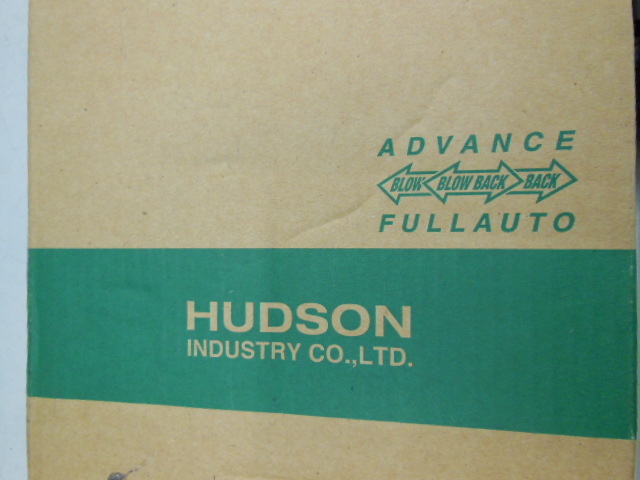 ADVANCE
BLOW BLOW BACK BACK
FULLAUTO
HUDSON
INDUSTRY CO.,LTD.